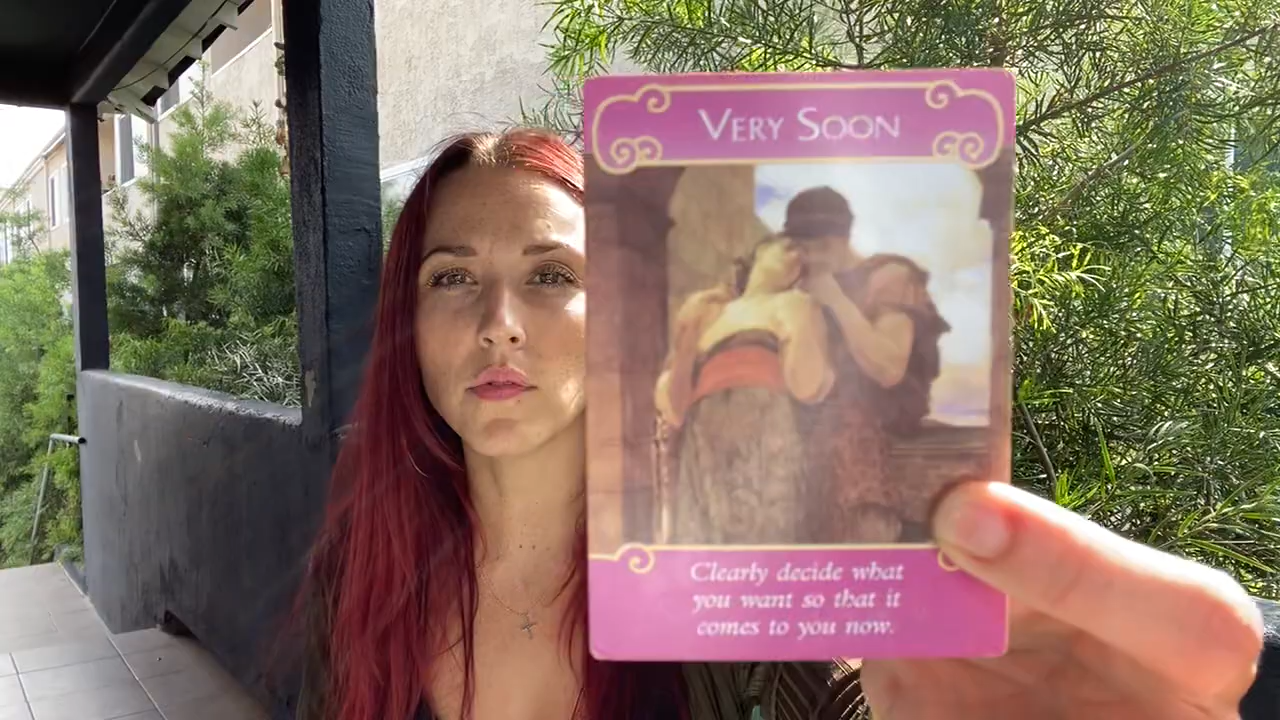 VERY SOON
Clearly decide what
you want so that it
comes to you now.